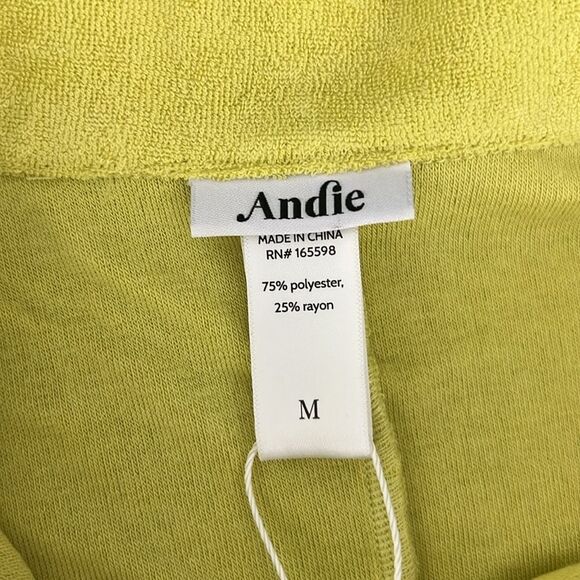 Andie
MADE IN CHINA
RN# 165598
75% polyester,
25% rayon
M